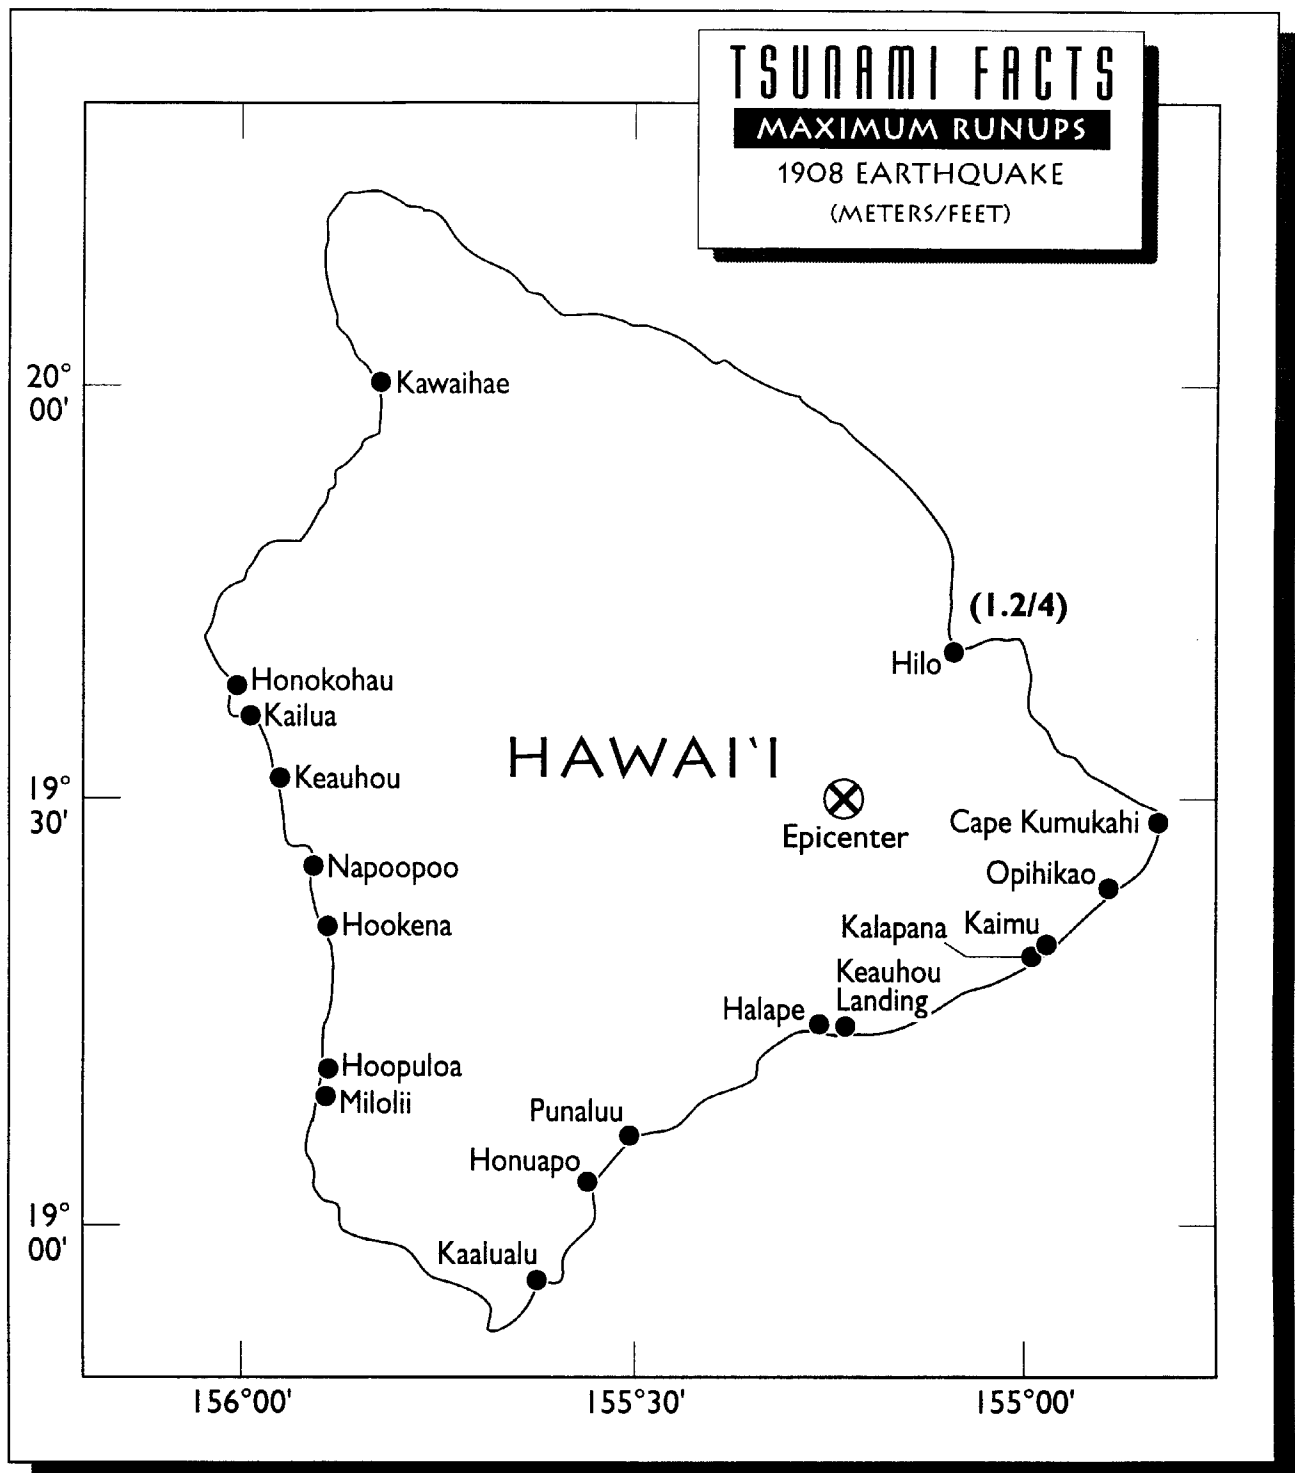 TSUNAMI FACTS
MAXIMUM RUNUPS
1908 EARTHQUAKE
(METERS/FEET)
20°
00'
Kawaihae
(1.2/4)
Hilo
Honokohau
Kailua
HAWAI`I
Keauhou
19°
30'
Epicenter
Cape Kumukahi
Napoopoo
Opihikao
Hookena
Kalapana
Kaimu
Keauhou
Landing
Halape
Hoopuloa
Milolii
Punaluu
Honuapo
19°
00'
Kaalualu
156°00'
155°30'
155°00'